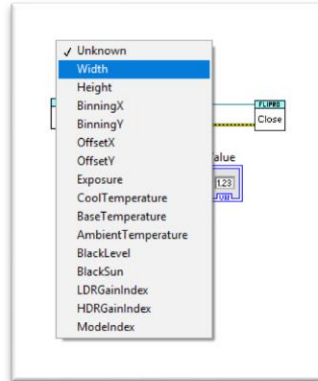 ✓ Unknown
Width
Height
BinningX
BinningY
OffsetX
OffsetY
Exposure
CoolTemperature
BaseTemperature
AmbientTemperature
BlackLevel
BlackSun
LDRGainIndex
HDRGainIndex
ModeIndex
FLIPRO
Close
alue
123